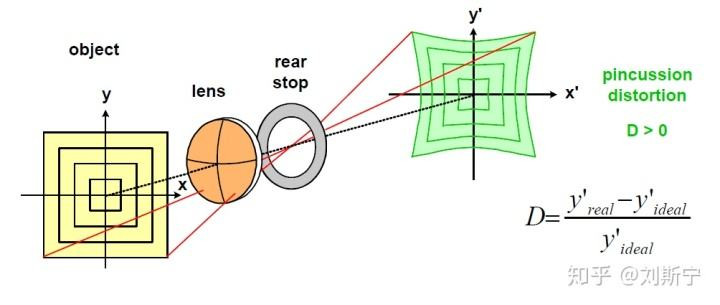 object
y
x
lens
rear
stop
y'
x'
pincussion
distortion
D > 0
D= y'real − y'ideal / y'ideal
知乎 @刘斯宁